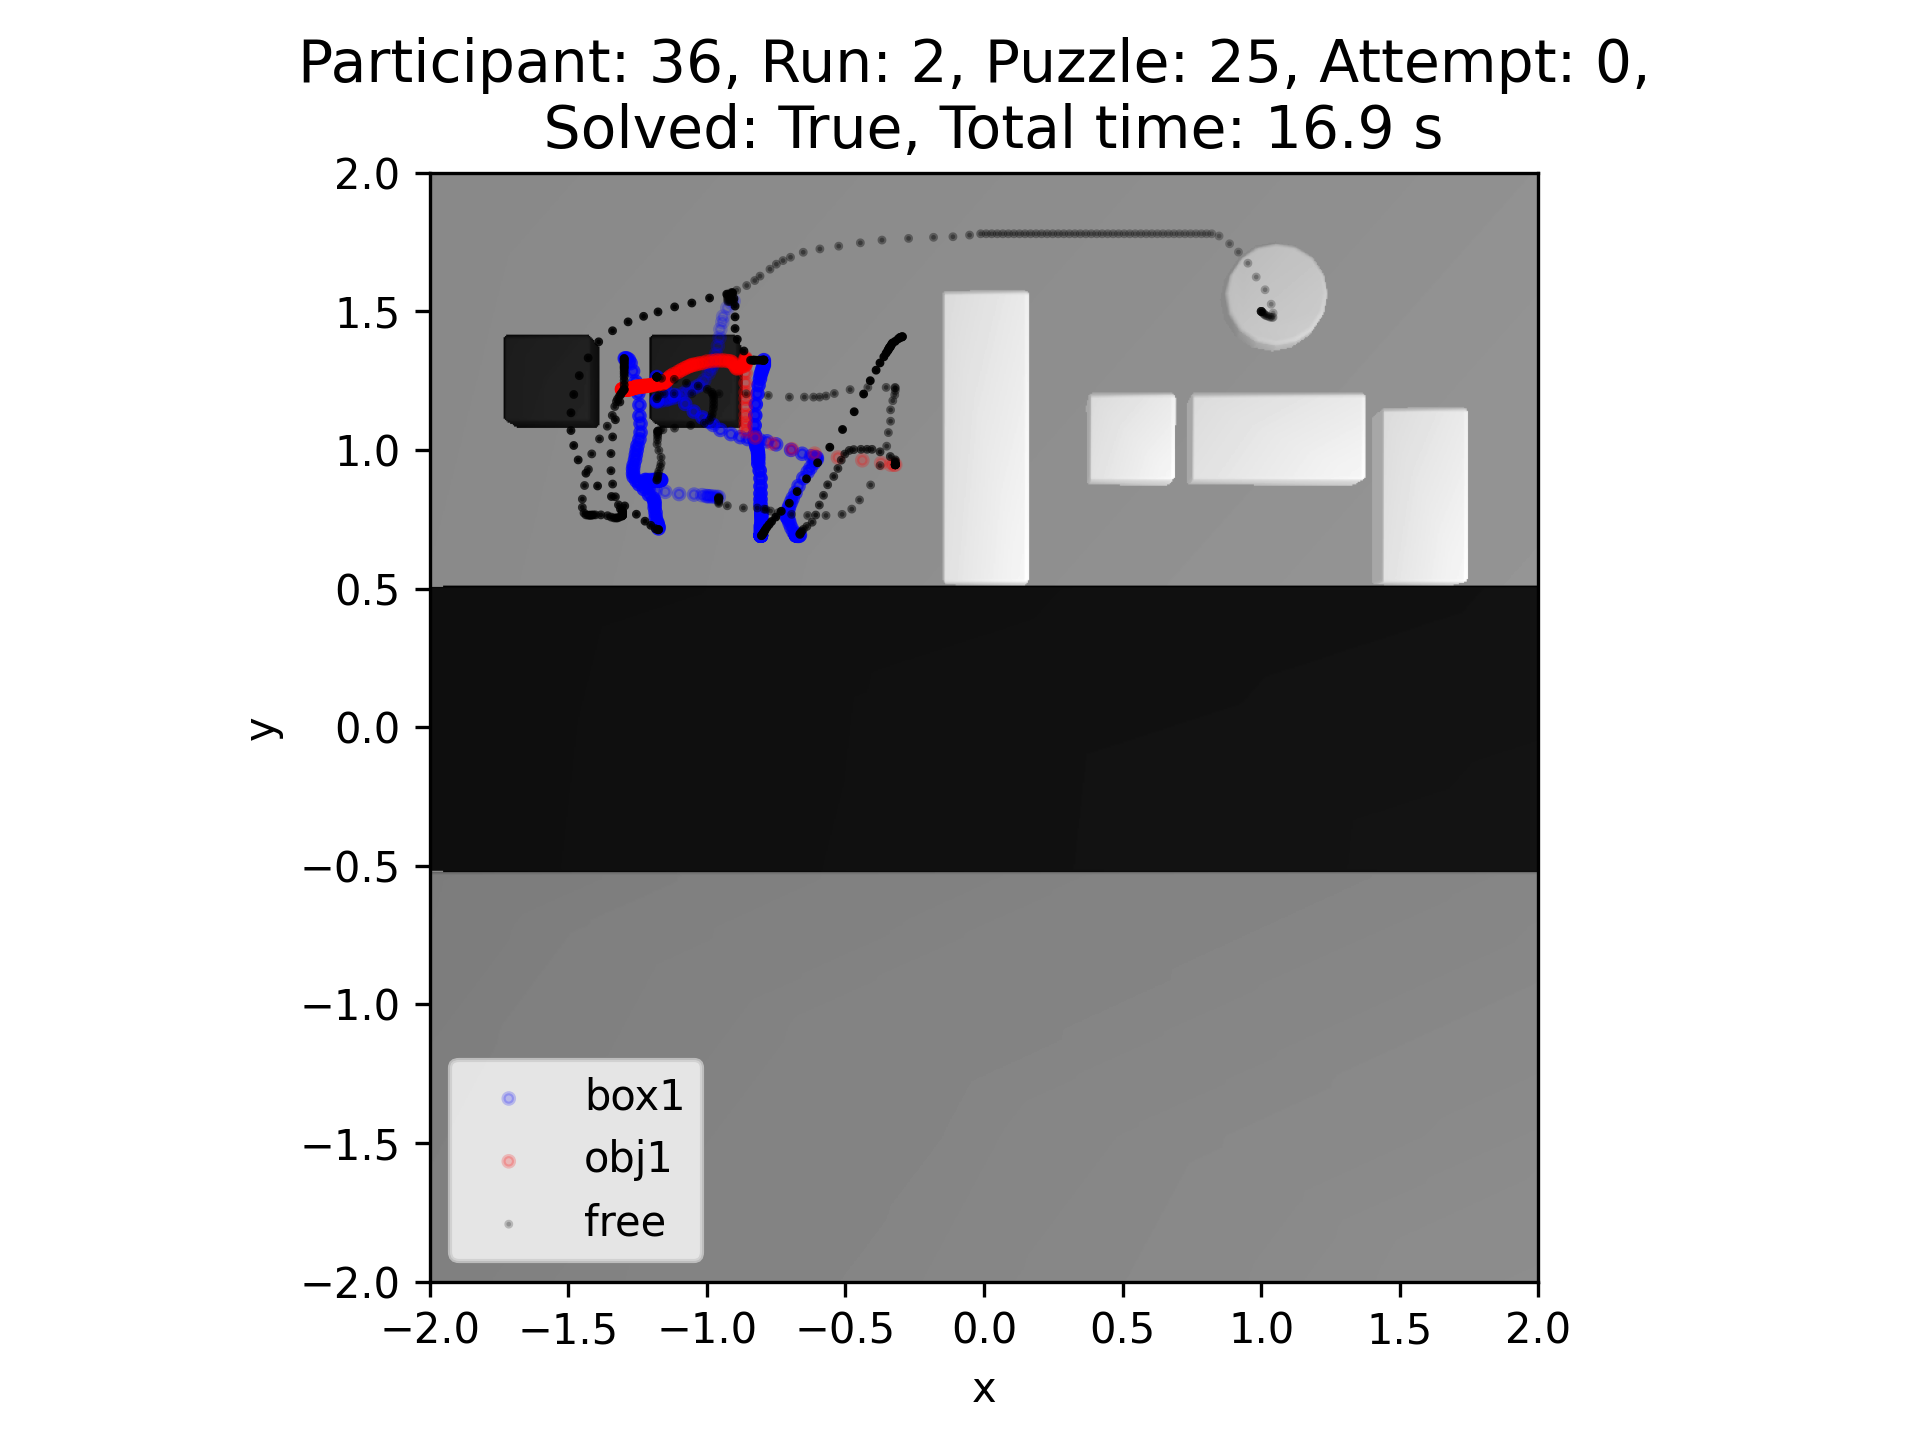 Participant: 36, Run: 2, Puzzle: 25, Attempt: 0,
Solved: True, Total time: 16.9 s
2.0
1.5
1.0
0.5
0.0
−0.5
−1.0
−1.5
−2.0
y
box1
obj1
free
−2.0 −1.5 −1.0 −0.5 0.0 0.5 1.0 1.5 2.0
x